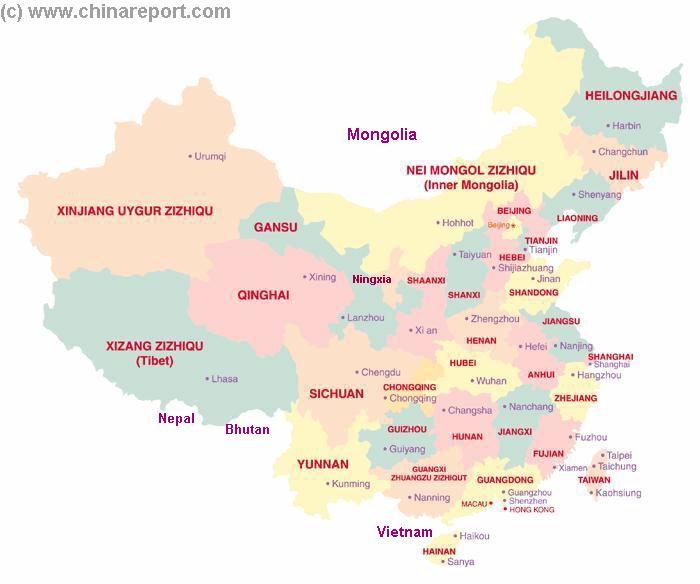 (c) www.chinareport.com
HEILONGJIANG
Harbin
Mongolia
Changchun
Urumqi
NEI MONGOL ZIZHIQU
(Inner Mongolia)
JILIN
Shenyang
XINJIANG UYGUR ZIZHIQU
BEIJING
LIAONING
GANSU
Hohhot
Beijing
TIANJIN
Tianjin
Taiyuan
HEBEI
Shijiazhuang
Xining
Ningxia
SHAANXI
Jinan
QINGHAI
SHANXI
SHANDONG
Lanzhou
Zhengzhou
JIANGSU
Xi an
HENAN
XIZANG ZIZHIQU
(Tibet)
Hefei
Nanjing
SHANGHAI
Shanghai
HUBEI
Lhasa
Chengdu
Wuhan
ANHUI
Hangzhou
SICHUAN
CHONGQING
Chongqing
ZHEJIANG
Changsha
Nanchang
Nepal
Bhutan
GUIZHOU
HUNAN
JIANGXI
Fuzhou
Guiyang
FUJIAN
Taipei
YUNNAN
GUANGXI
ZHUANGZU ZIZHIQUT
Xiamen
Taichung
Kunming
GUANGDONG
TAIWAN
Nanning
Guangzhou
Kaohsiung
MACAU
Shenzhen
HONG KONG
Vietnam
Haikou
HAINAN
Sanya